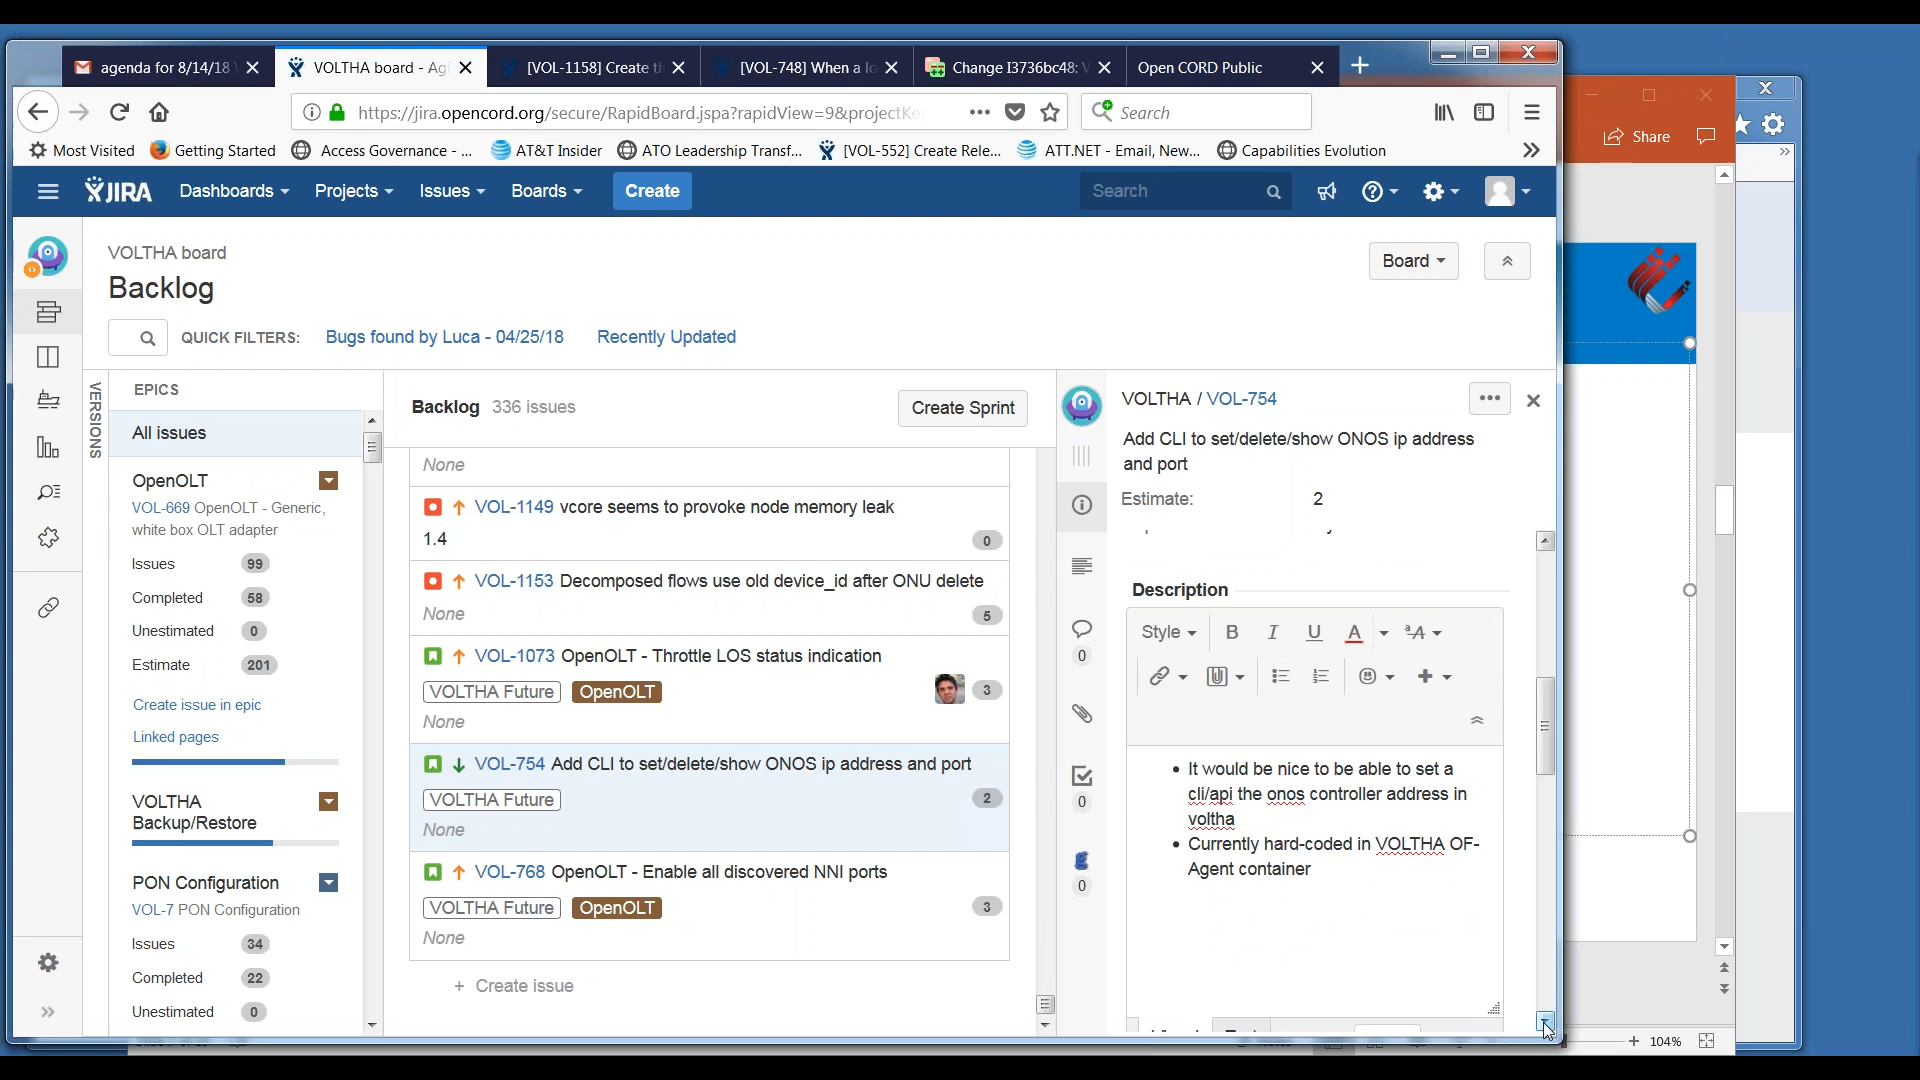 agenda for 8/14/18
VOLTHA board - Agi
[VOL-1158] Create th
[VOL-748] When a lo
Change I3736bc48: V
Open CORD Public
https://jira.opencord.org/secure/RapidBoard.jspa?rapidView=9&projectKe
Search
Most Visited
Getting Started
Access Governance - ...
AT&T Insider
ATO Leadership Transf...
[VOL-552] Create Rele...
ATT.NET - Email, New...
Capabilities Evolution
Share
JIRA
Dashboards
Projects
Issues
Boards
Create
Search
VOLTHA board
Backlog
Board
QUICK FILTERS:
Bugs found by Luca - 04/25/18
Recently Updated
VERSIONS
EPICS
All issues
OpenOLT
VOL-669 OpenOLT - Generic,
white box OLT adapter
Issues 99
Completed 58
Unestimated 0
Estimate 201
Create issue in epic
Linked pages
VOLTHA
Backup/Restore
PON Configuration
VOL-7 PON Configuration
Issues 34
Completed 22
Unestimated 0
Backlog 336 issues
Create Sprint
None
VOL-1149 vcore seems to provoke node memory leak
1.4
0
VOL-1153 Decomposed flows use old device_id after ONU delete
None
5
VOL-1073 OpenOLT - Throttle LOS status indication
VOLTHA Future OpenOLT
3
None
VOL-754 Add CLI to set/delete/show ONOS ip address and port
VOLTHA Future
2
None
VOL-768 OpenOLT - Enable all discovered NNI ports
VOLTHA Future OpenOLT
3
None
+ Create issue
VOLTHA / VOL-754
Add CLI to set/delete/show ONOS ip address
and port
Estimate: 2
Description
Style B I U A ªA
0
0
0
• It would be nice to be able to set a
cli/api the onos controller address in
voltha
• Currently hard-coded in VOLTHA OF-
Agent container
104%